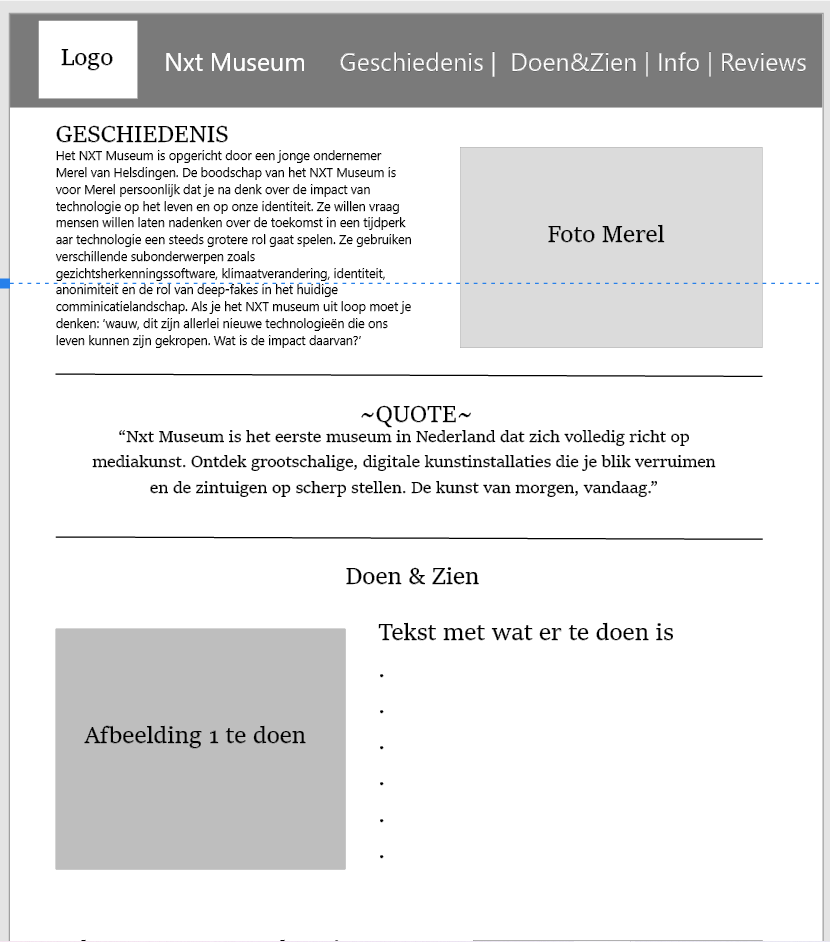 Logo
Nxt Museum Geschiedenis | Doen&Zien | Info | Reviews
GESCHIEDENIS
Het NXT Museum is opgericht door een jonge ondernemer
Merel van Helsdingen. De boodschap van het NXT Museum is
voor Merel persoonlijk dat je na denk over de impact van
technologie op het leven en op onze identiteit. Ze willen vraag
mensen willen laten nadenken over de toekomst in een tijdperk
aar technologie een steeds grotere rol gaat spelen. Ze gebruiken
verschillende subonderwerpen zoals
gezichtsherkenningssoftware, klimaatverandering, identiteit,
anonimiteit en de rol van deep-fakes in het huidige
comminicatielandschap. Als je het NXT museum uit loop moet je
denken: ‘wauw, dit zijn allerlei nieuwe technologieën die ons
leven kunnen zijn gekropen. Wat is de impact daarvan?’
Foto Merel
~QUOTE~
“Nxt Museum is het eerste museum in Nederland dat zich volledig richt op
mediakunst. Ontdek grootschalige, digitale kunstinstallaties die je blik verruimen
en de zintuigen op scherp stellen. De kunst van morgen, vandaag.”
Doen & Zien
Afbeelding 1 te doen
Tekst met wat er te doen is
.
.
.
.
.
.